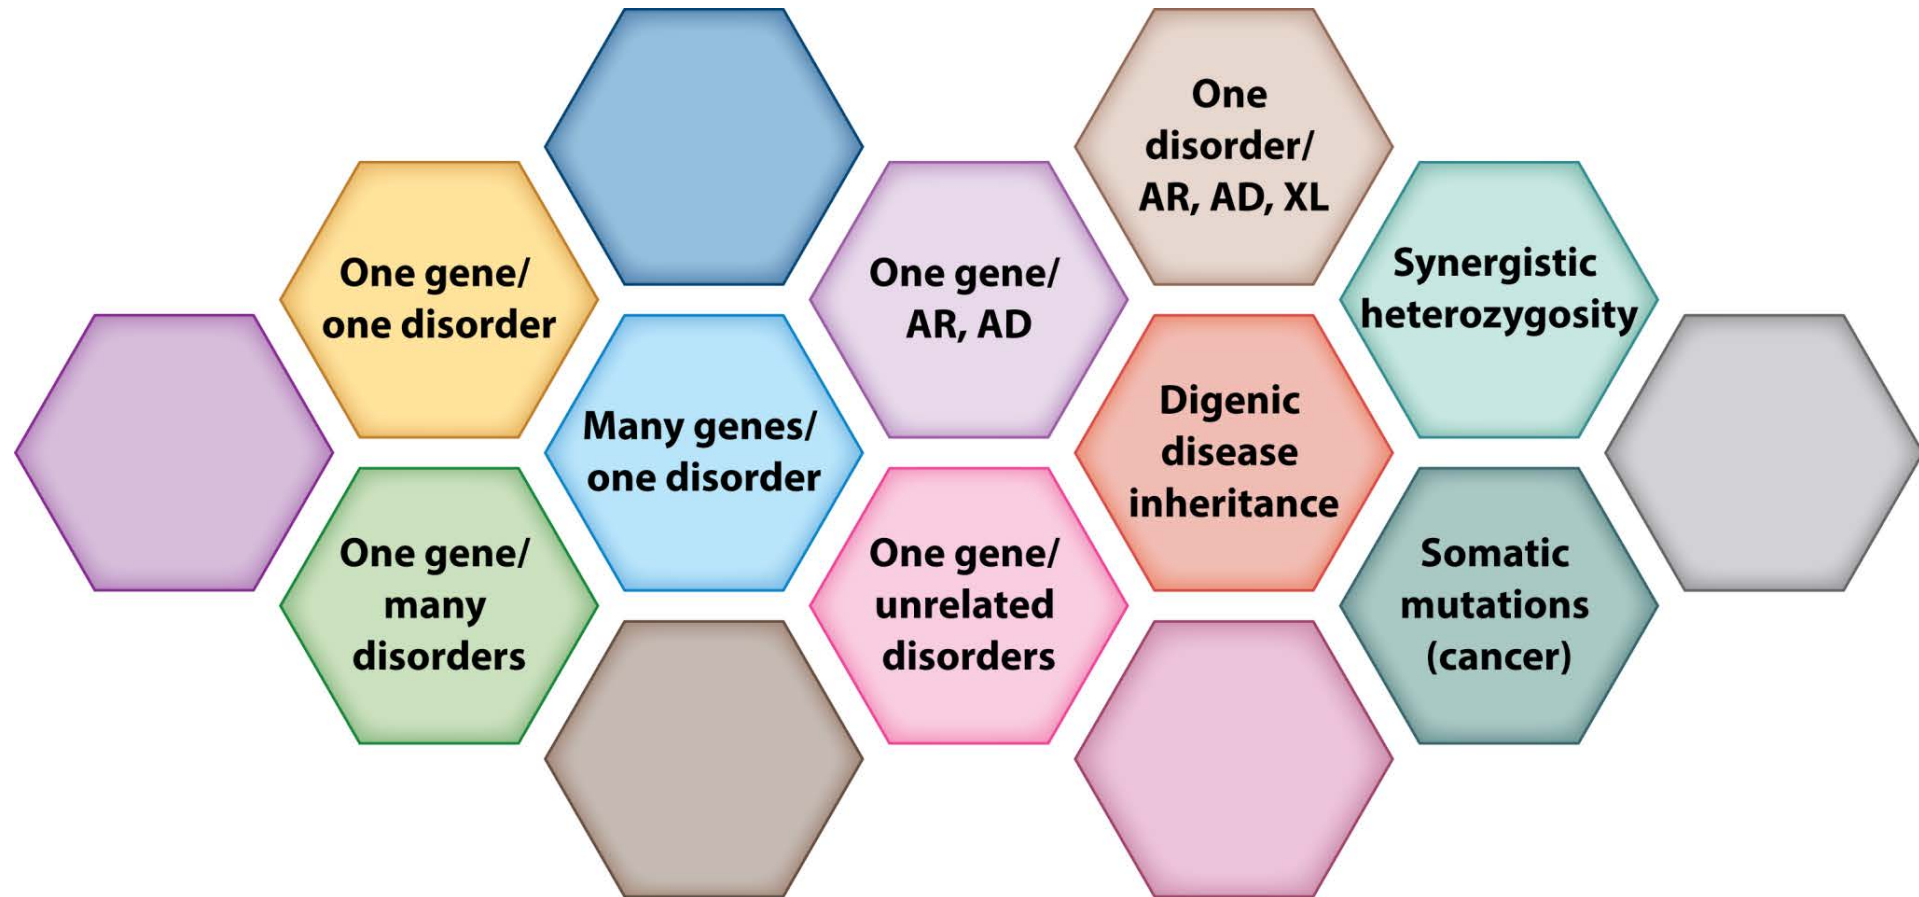 One
disorder/
AR, AD, XL
One gene/
one disorder
One gene/
AR, AD
Synergistic
heterozygosity
Many genes/
one disorder
Digenic
disease
inheritance
One gene/
many
disorders
One gene/
unrelated
disorders
Somatic
mutations
(cancer)